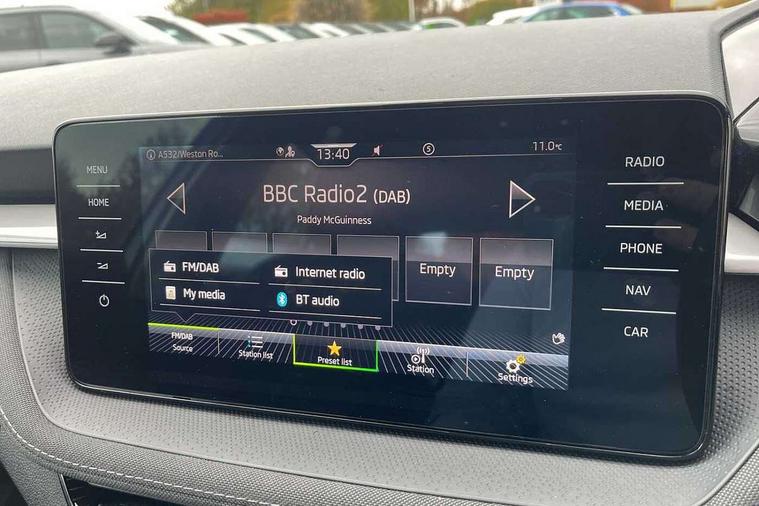 MENU
HOME
A532/Weston Ro...
13:40
S
11.0°C
BBC Radio2 (DAB)
Paddy McGuinness
Empty
Empty
FM/DAB
Internet radio
My media
BT audio
FM/DAB
Source
Station list
Preset list
Station
Settings
RADIO
MEDIA
PHONE
NAV
CAR